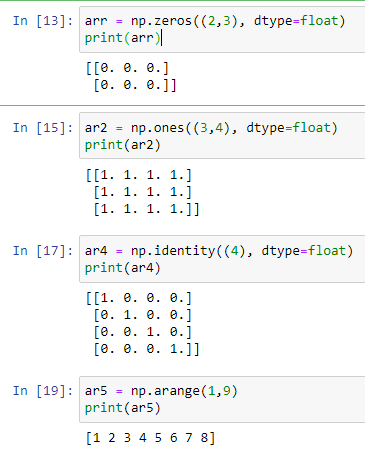 In [13]: arr = np.zeros((2,3), dtype=float)
print(arr)
[[0. 0. 0.]
[0. 0. 0.]]
In [15]: ar2 = np.ones((3,4), dtype=float)
print(ar2)
[[1. 1. 1. 1.]
[1. 1. 1. 1.]
[1. 1. 1. 1.]]
In [17]: ar4 = np.identity((4), dtype=float)
print(ar4)
[[1. 0. 0. 0.]
[0. 1. 0. 0.]
[0. 0. 1. 0.]
[0. 0. 0. 1.]]
In [19]: ar5 = np.arange(1,9)
print(ar5)
[1 2 3 4 5 6 7 8]